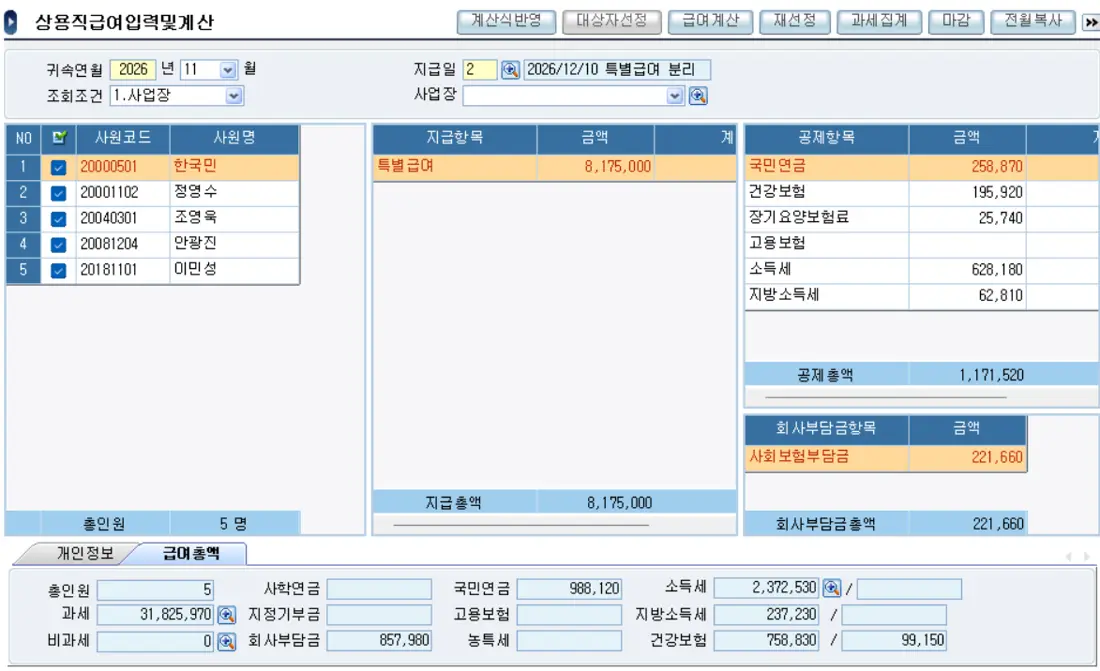 상용직급여입력및계산
계산식반영 대상자선정 급여계산 재선정 과세집계 마감 전월복사
귀속연월 2026 년 11 월 지급일 2 2026/12/10 특별급여 분리
조회조건 1.사업장 사업장
NO 사원코드 사원명 지급항목 금액 계 공제항목 금액
1 20000501 한국민 특별급여 8,175,000 국민연금 258,870
2 20001102 정영수 건강보험 195,920
3 20040301 조영욱 장기요양보험료 25,740
4 20081204 안광진 고용보험
5 20181101 이민성 소득세 628,180
지방소득세 62,810
공제총액 1,171,520
회사부담금항목 금액
사회보험부담금 221,660
지급총액 8,175,000
총인원 5 명 회사부담금총액 221,660
개인정보 급여총액
총인원 5 사학연금 국민연금 988,120 소득세 2,372,530 /
과세 31,825,970 지정기부금 고용보험 지방소득세 237,230 /
비과세 0 회사부담금 857,980 농특세 건강보험 758,830 / 99,150